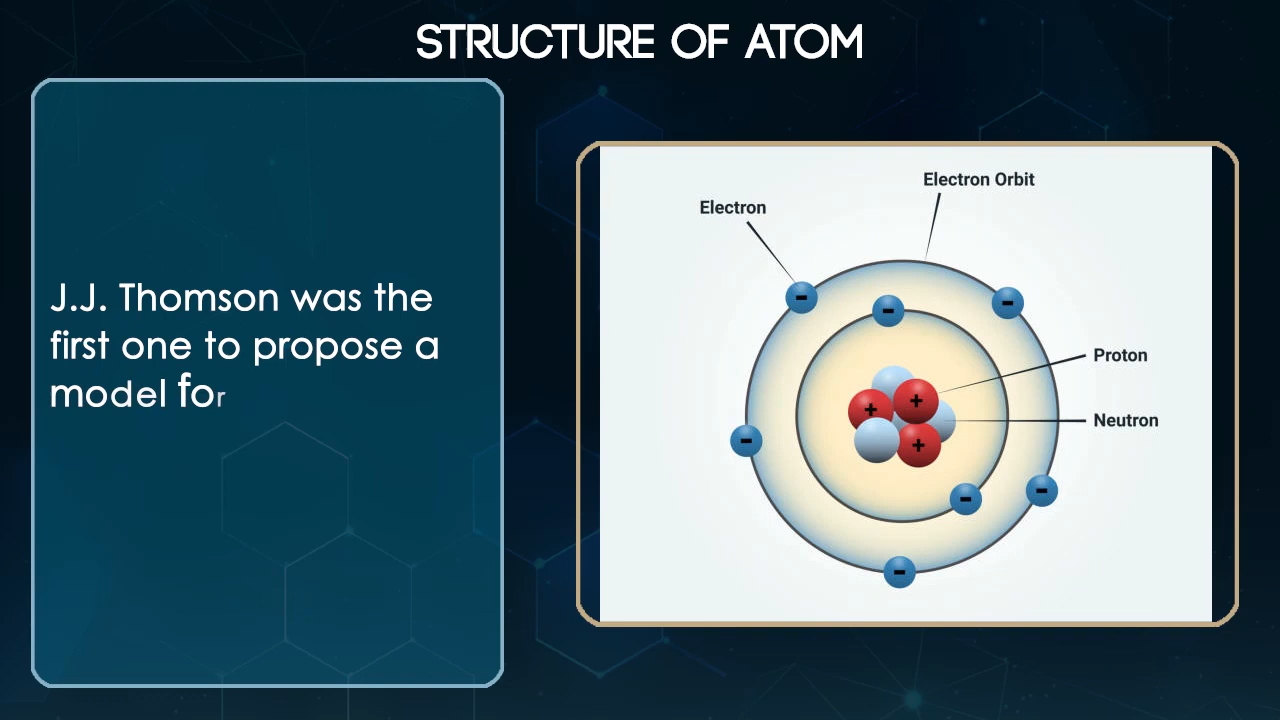 STRUCTURE OF ATOM
J.J. Thomson was the
first one to propose a
model for
Electron Orbit
Electron
Proton
Neutron
-
-
-
+
+
-
+
-
-
-